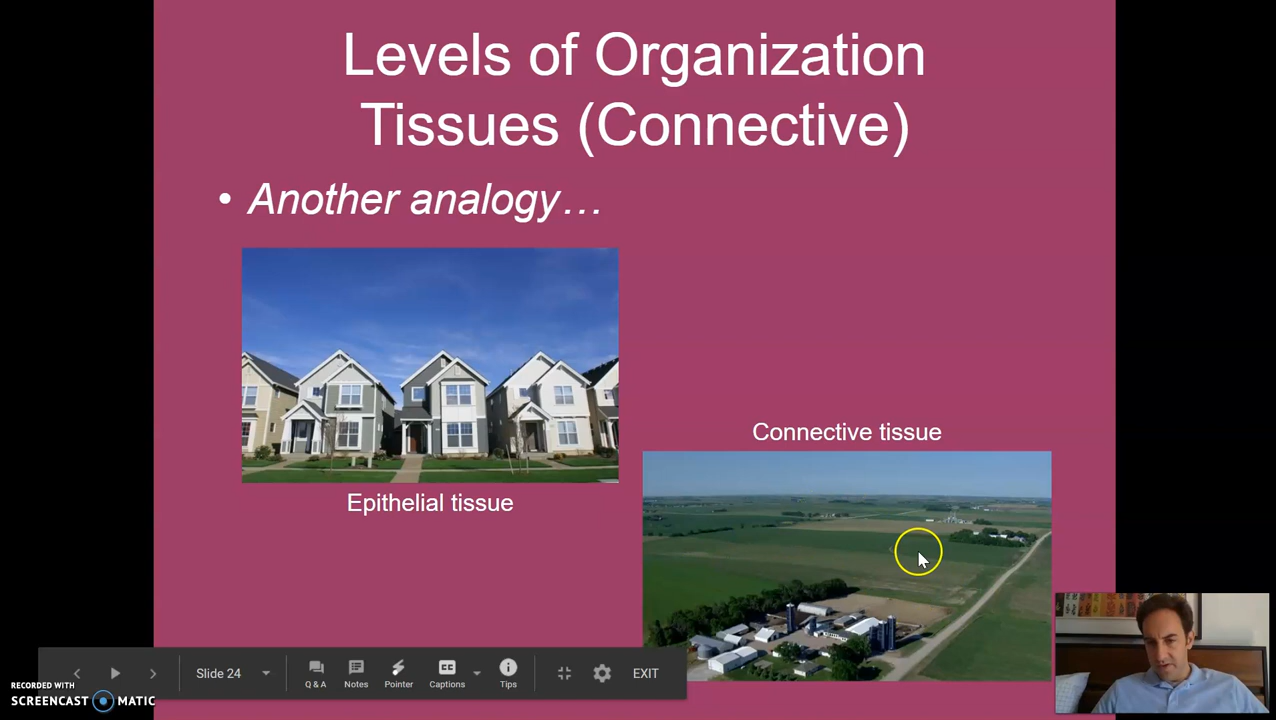 Levels of Organization
Tissues (Connective)
• Another analogy…
Connective tissue
Epithelial tissue
Slide 24
Q & A
Notes
Pointer
CC
Captions
Tips
EXIT
RECORDED WITH
SCREENCAST MATIC